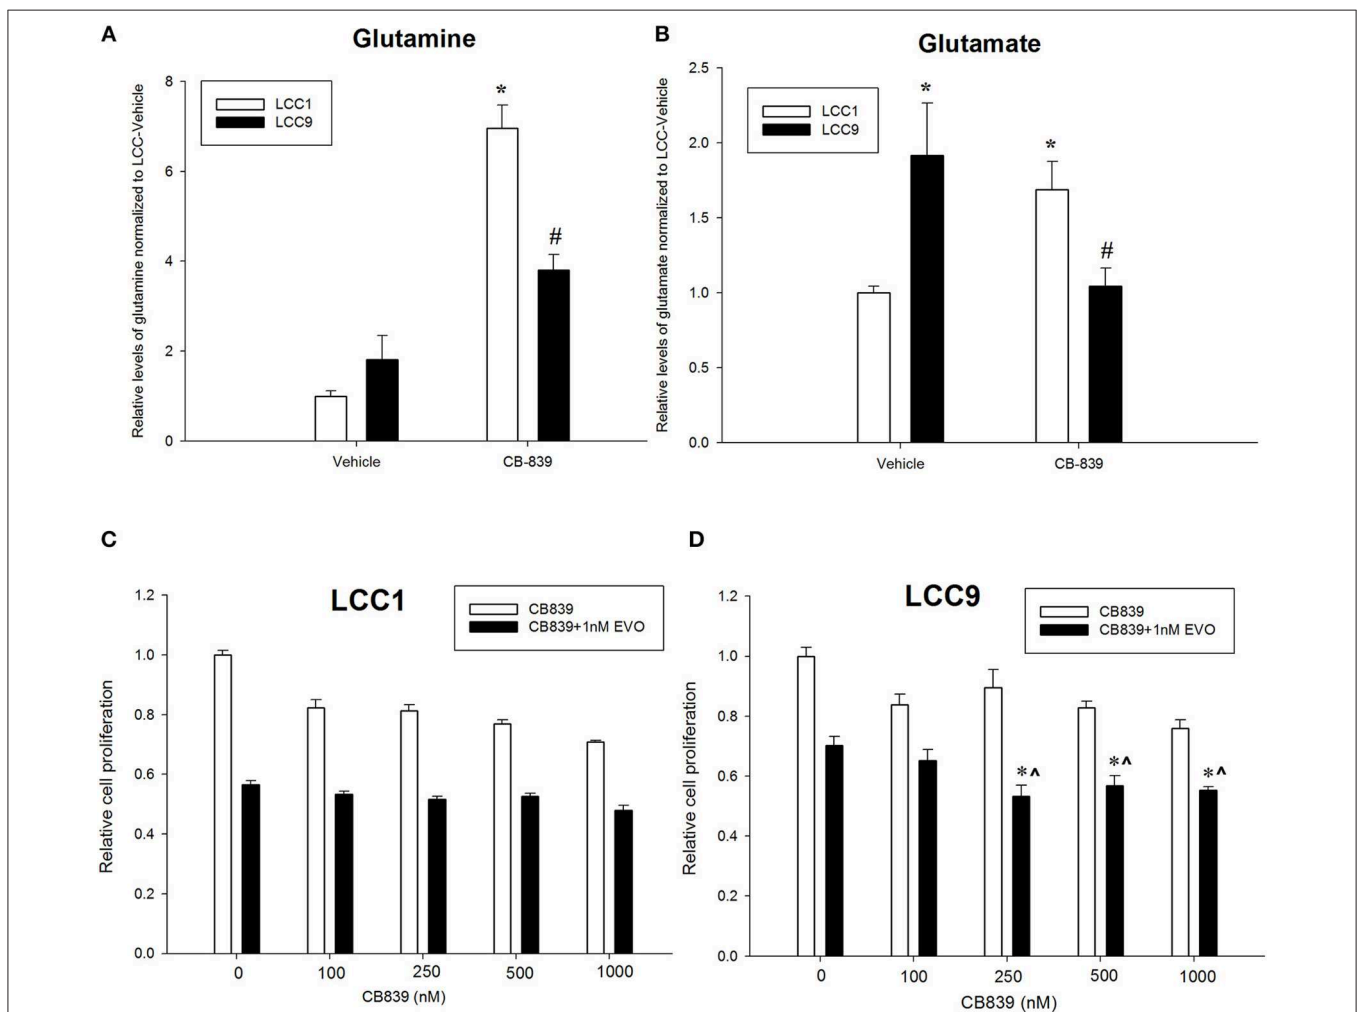 A
Glutamine
Relative levels of glutamine normalized to LCC-Vehicle
8
6
4
2
0
LCC1
LCC9
*
#
Vehicle
CB-839
B
Glutamate
Relative levels of glutamate normalized to LCC-Vehicle
2.5
2.0
1.5
1.0
0.5
0.0
LCC1
LCC9
*
*
#
Vehicle
CB-839
C
LCC1
Relative cell proliferation
1.2
1.0
0.8
0.6
0.4
0.2
0.0
CB839
CB839+1nM EVO
0 100 250 500 1000
CB839 (nM)
D
LCC9
Relative cell proliferation
1.2
1.0
0.8
0.6
0.4
0.2
0.0
CB839
CB839+1nM EVO
*^ *^ *^
0 100 250 500 1000
CB839 (nM)